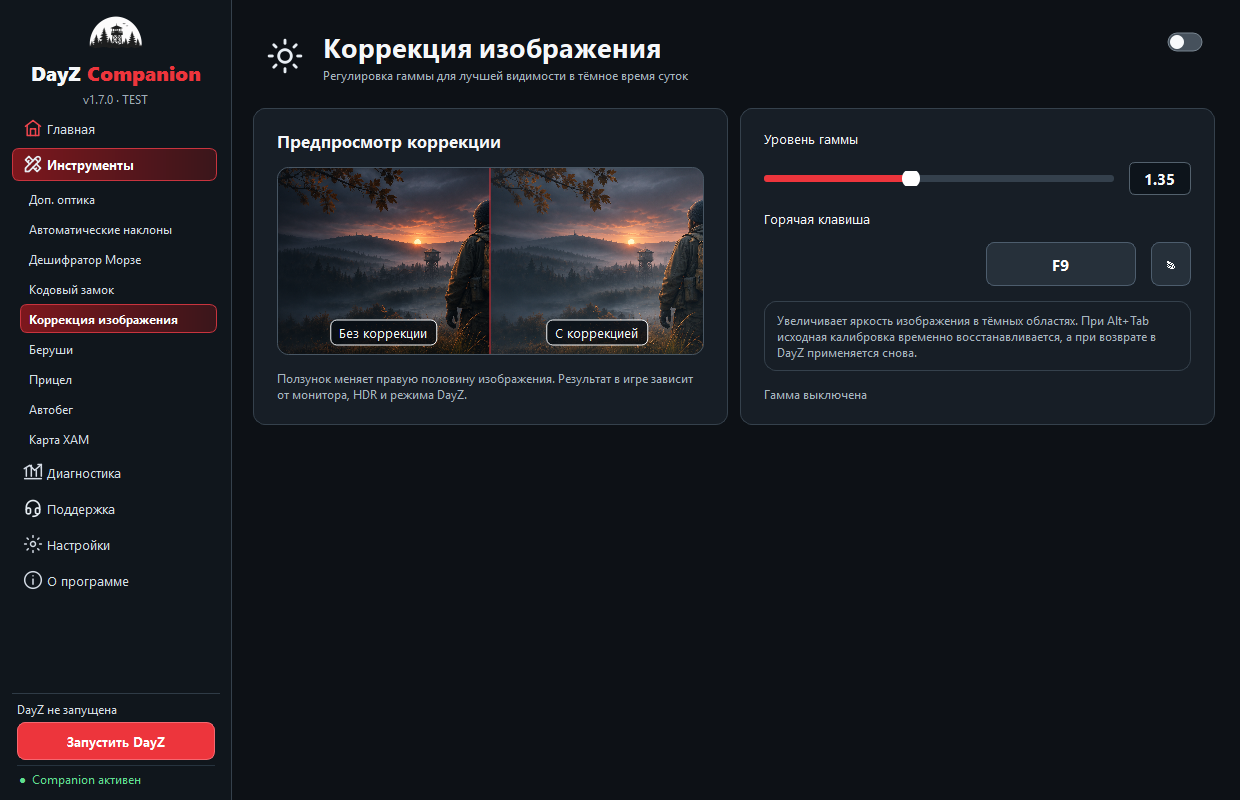 DayZ Companion
v1.7.0 · TEST
Главная
Инструменты
Доп. оптика
Автоматические наклоны
Дешифратор Морзе
Кодовый замок
Коррекция изображения
Беруши
Прицел
Автобег
Карта ХАМ
Диагностика
Поддержка
Настройки
О программе
DayZ не запущена
Запустить DayZ
Companion активен
Коррекция изображения
Регулировка гаммы для лучшей видимости в тёмное время суток
Предпросмотр коррекции
Без коррекции
С коррекцией
Ползунок меняет правую половину изображения. Результат в игре зависит
от монитора, HDR и режима DayZ.
Уровень гаммы
1.35
Горячая клавиша
F9
Увеличивает яркость изображения в тёмных областях. При Alt+Tab
исходная калибровка временно восстанавливается, а при возврате в
DayZ применяется снова.
Гамма выключена